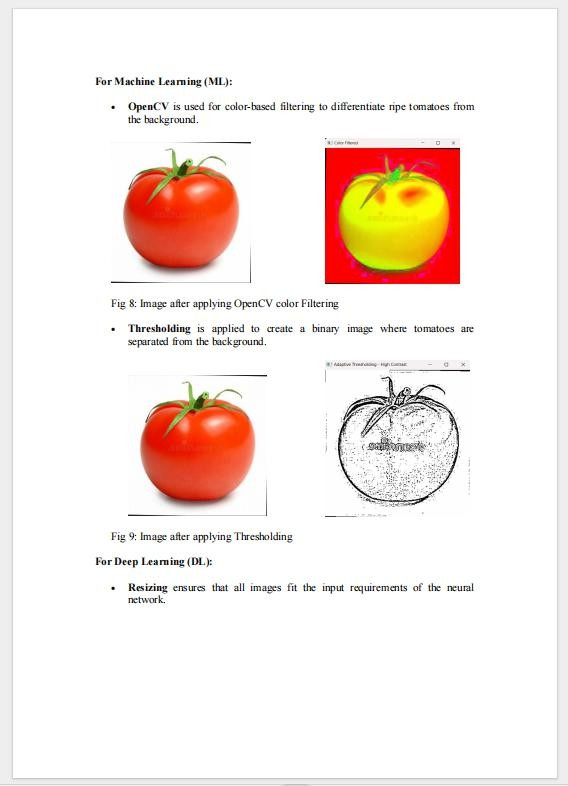 For Machine Learning (ML):
• OpenCV is used for color-based filtering to differentiate ripe tomatoes from
the background.
Color Filtered
Fig 8: Image after applying OpenCV color Filtering
• Thresholding is applied to create a binary image where tomatoes are
separated from the background.
Adaptive Thresholding - High Contrast
Fig 9: Image after applying Thresholding
For Deep Learning (DL):
• Resizing ensures that all images fit the input requirements of the neural
network.